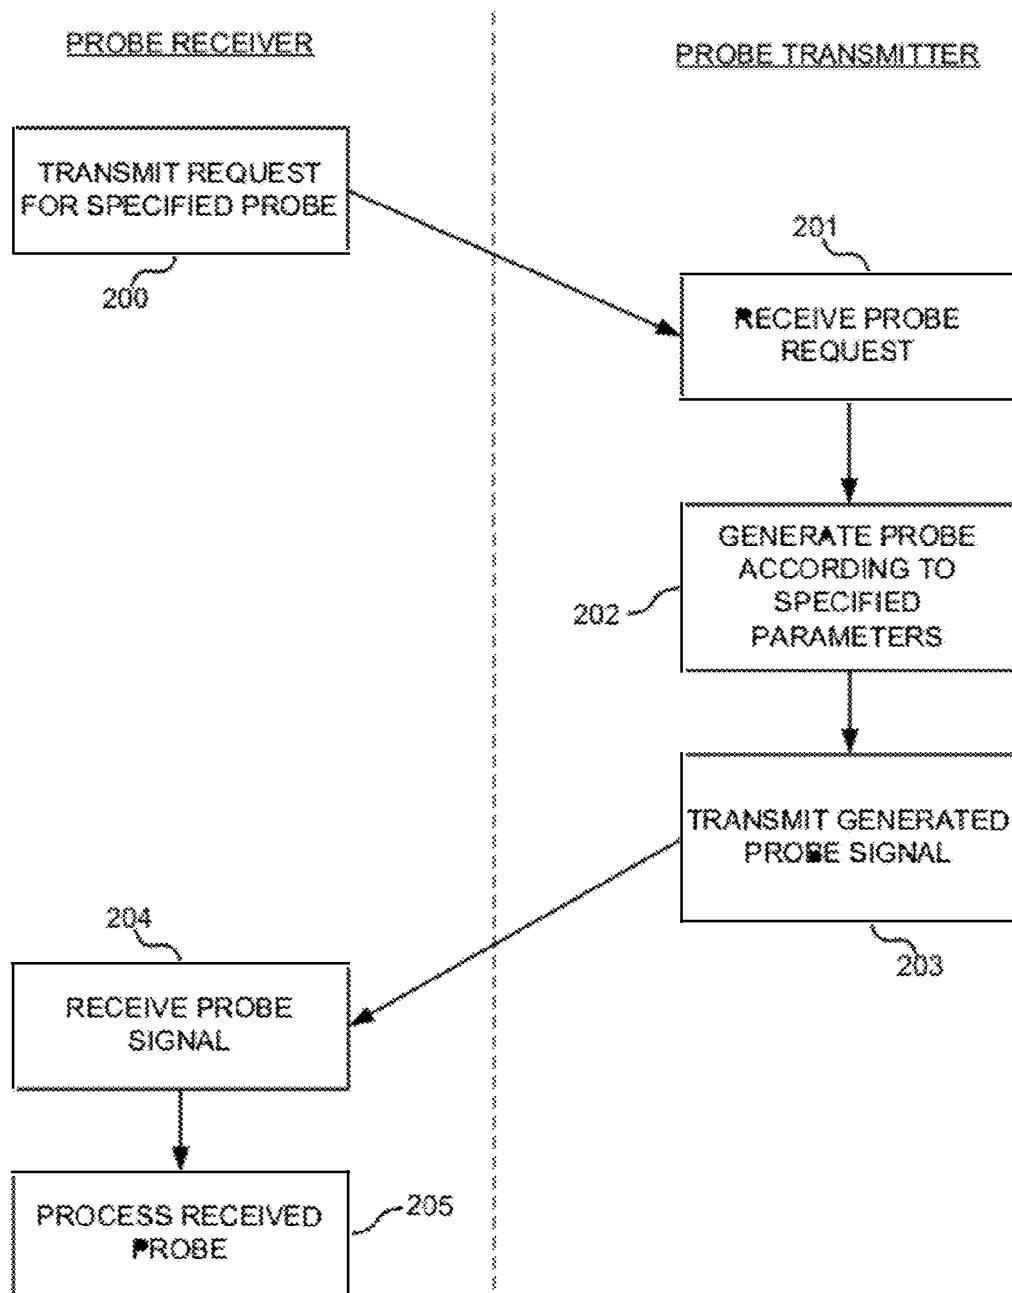 PROBE RECEIVER
PROBE TRANSMITTER
TRANSMIT REQUEST
FOR SPECIFIED PROBE
200
201
RECEIVE PROBE
REQUEST
GENERATE PROBE
ACCORDING TO
SPECIFIED
PARAMETERS
202
TRANSMIT GENERATED
PROBE SIGNAL
203
204
RECEIVE PROBE
SIGNAL
PROCESS RECEIVED
PROBE
205